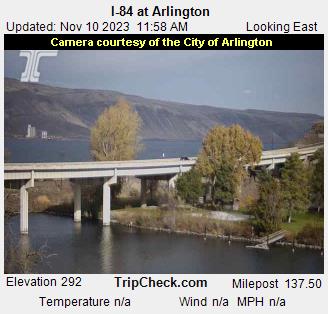 I-84 at Arlington
Updated: Nov 10 2023 11:58 AM Looking East
Camera courtesy of the City of Arlington
Elevation 292 TripCheck.com Milepost 137.50
Temperature n/a Wind n/a MPH n/a